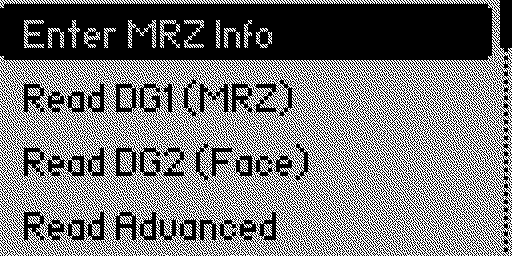 Enter MRZ Info
Read DG1 (MRZ)
Read DG2 (Face)
Read Advanced